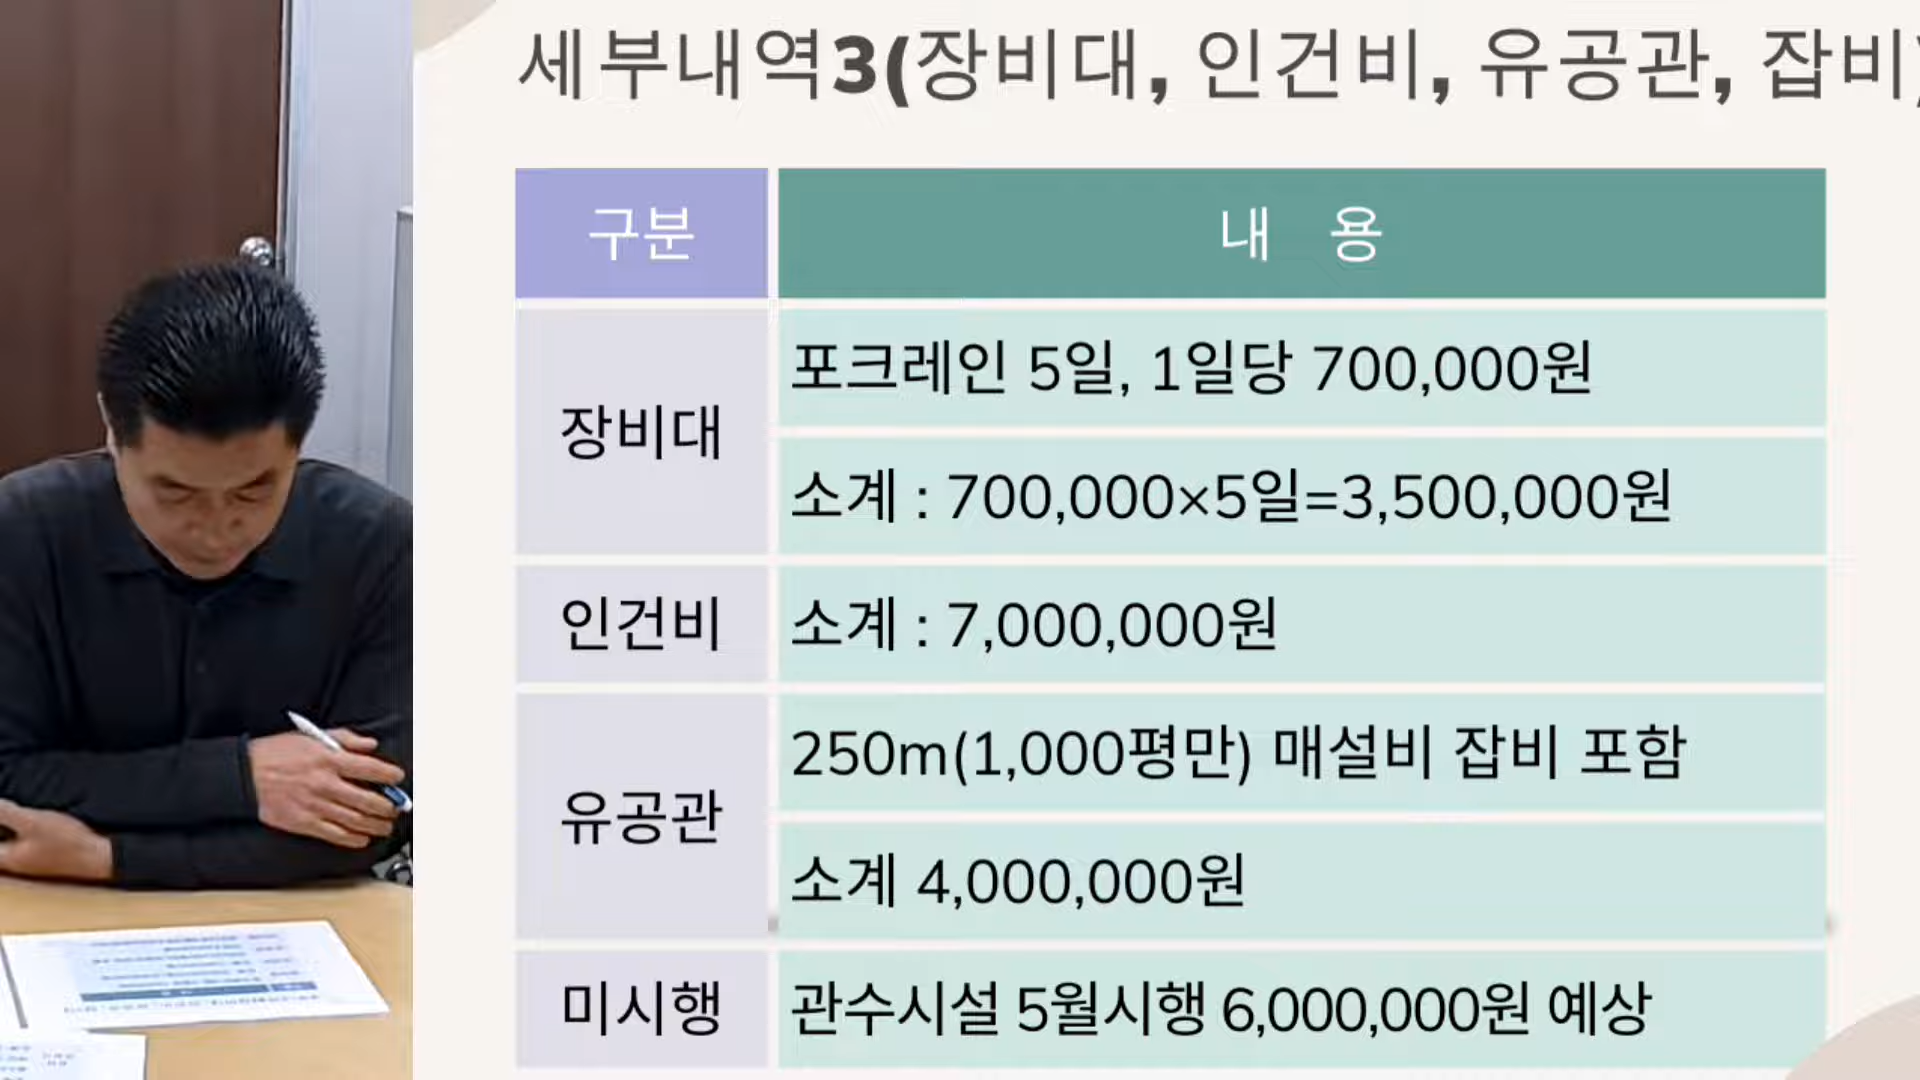 세부내역3(장비대, 인건비, 유공관, 잡비)
구분
내 용
장비대
포크레인 5일, 1일당 700,000원
소계 : 700,000×5일=3,500,000원
인건비
소계 : 7,000,000원
유공관
250m(1,000평만) 매설비 잡비 포함
소계 4,000,000원
미시행
관수시설 5월시행 6,000,000원 예상